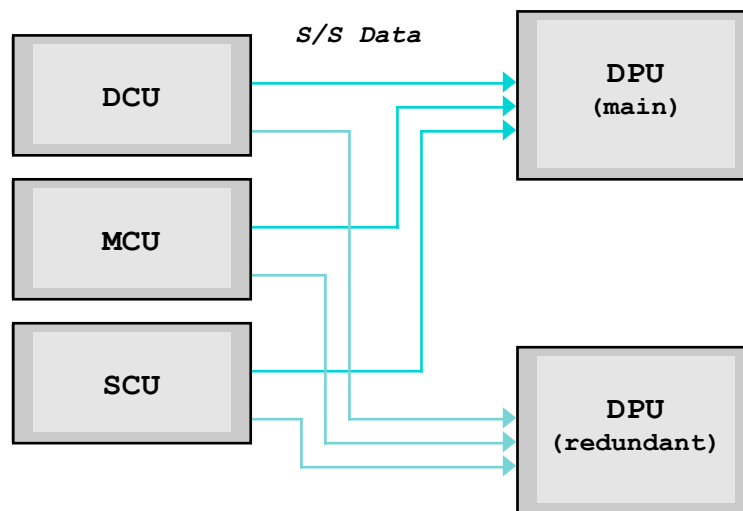 S/S Data
DCU
DPU
(main)
MCU
SCU
DPU
(redundant)